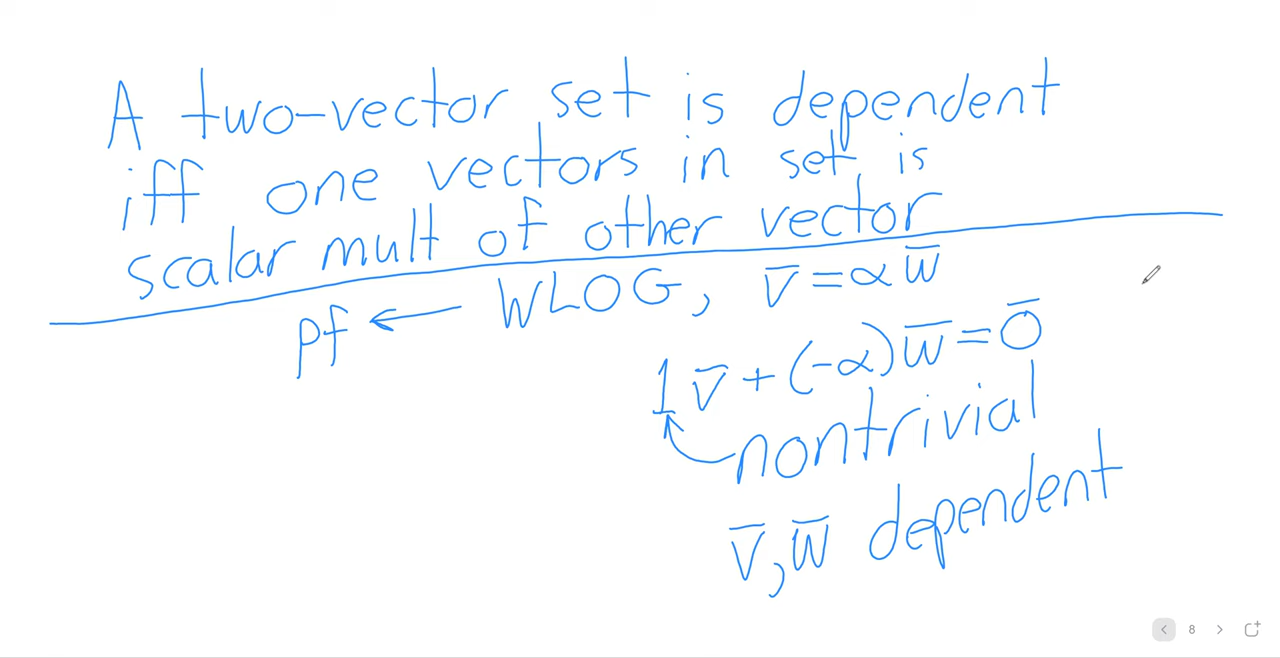 A two-vector set is dependent
iff one vectors in set is
scalar mult of other vector
pf ← WLOG, v̄ = α w̄
1 v̄ + (-α) w̄ = 0̄
nontrivial
v̄, w̄ dependent
8